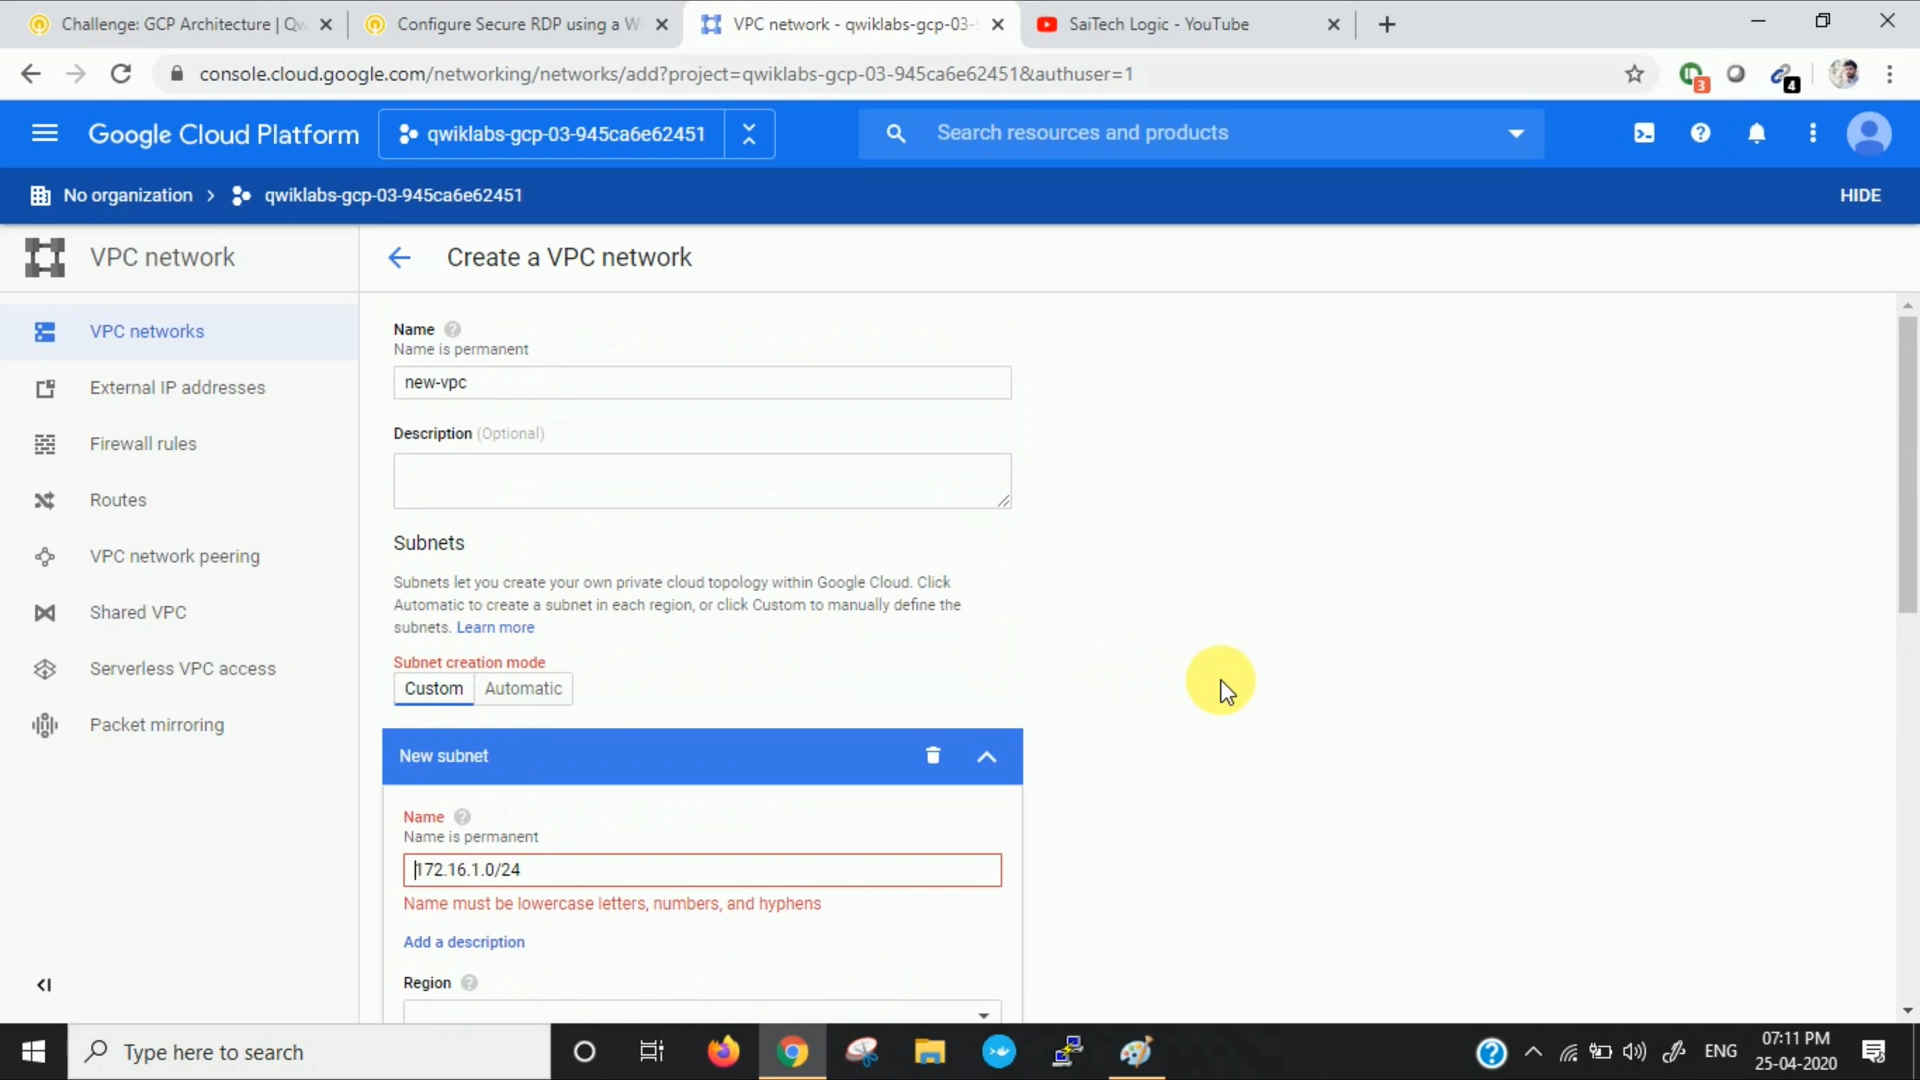 Challenge: GCP Architecture | Qw
Configure Secure RDP using a W
VPC network - qwiklabs-gcp-03-
SaiTech Logic - YouTube
console.cloud.google.com/networking/networks/add?project=qwiklabs-gcp-03-945ca6e62451&authuser=1
3
4
Google Cloud Platform
qwiklabs-gcp-03-945ca6e62451
Search resources and products
No organization
qwiklabs-gcp-03-945ca6e62451
HIDE
VPC network
Create a VPC network
VPC networks
External IP addresses
Firewall rules
Routes
VPC network peering
Shared VPC
Serverless VPC access
Packet mirroring
Name
Name is permanent
new-vpc
Description (Optional)
Subnets
Subnets let you create your own private cloud topology within Google Cloud. Click
Automatic to create a subnet in each region, or click Custom to manually define the
subnets. Learn more
Subnet creation mode
Custom
Automatic
New subnet
Name
Name is permanent
172.16.1.0/24
Name must be lowercase letters, numbers, and hyphens
Add a description
Region
Type here to search
ENG
07:11 PM
25-04-2020